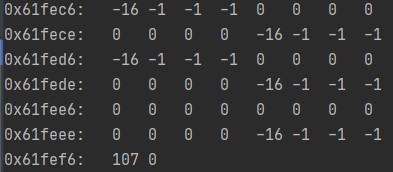 0x61fec6: -16 -1 -1 -1 0 0 0 0
0x61fece: 0 0 0 0 -16 -1 -1 -1
0x61fed6: -16 -1 -1 -1 0 0 0 0
0x61fede: 0 0 0 0 -16 -1 -1 -1
0x61fee6: 0 0 0 0 0 0 0 0
0x61feee: 0 0 0 0 -16 -1 -1 -1
0x61fef6: 107 0